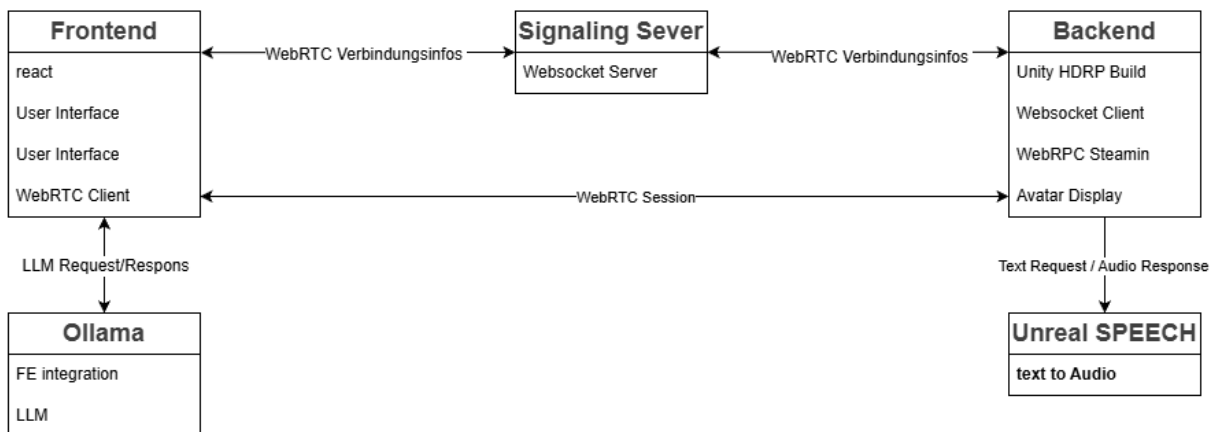 Frontend
react
User Interface
User Interface
WebRTC Client
WebRTC Verbindungsinfos
Signaling Sever
Websocket Server
WebRTC Verbindungsinfos
Backend
Unity HDRP Build
Websocket Client
WebRPC Steamin
Avatar Display
WebRTC Session
LLM Request/Respons
Text Request / Audio Response
Ollama
FE integration
LLM
Unreal SPEECH
text to Audio